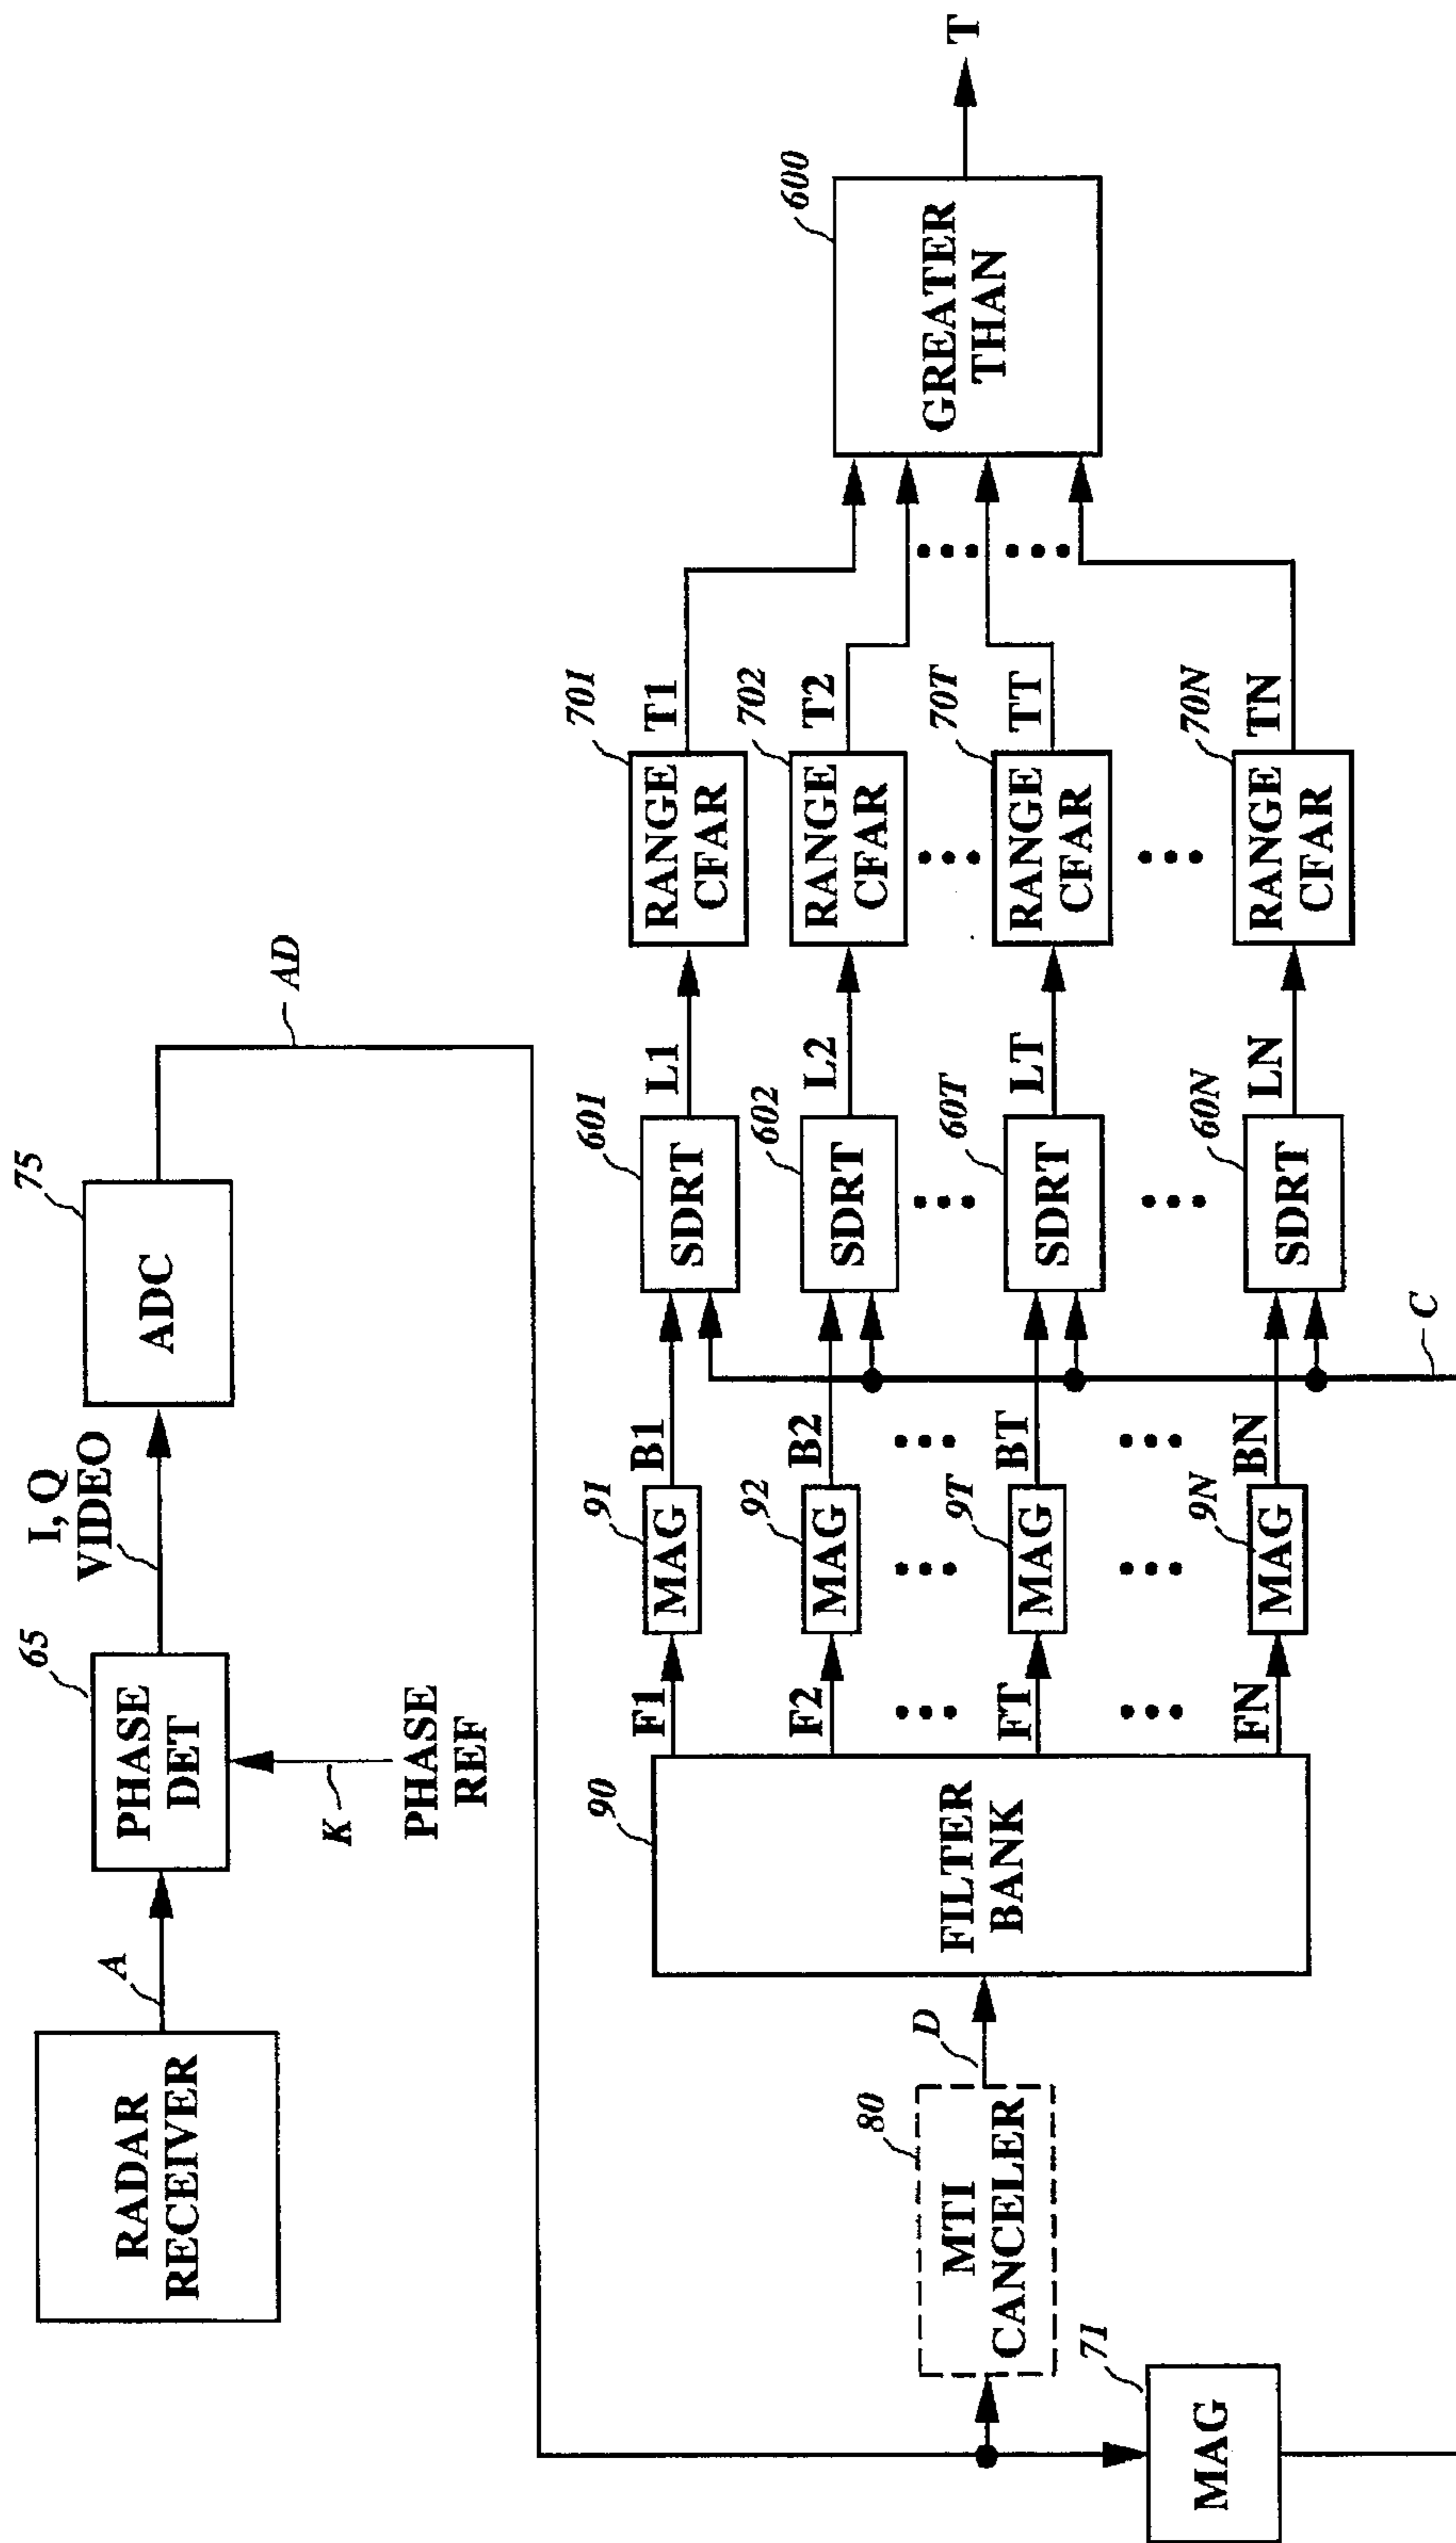 RADAR
RECEIVER
A
PHASE
DET
65
K
PHASE
REF
I, Q
VIDEO
ADC
75
AD
MTI
CANCELER
80
D
MAG
71
FILTER
BANK
90
F1
MAG
91
B1
SDRT
601
L1
RANGE
CFAR
701
T1
F2
MAG
92
B2
SDRT
602
L2
RANGE
CFAR
702
T2
FT
MAG
9T
BT
SDRT
60T
LT
RANGE
CFAR
70T
TT
FN
MAG
9N
BN
SDRT
60N
LN
RANGE
CFAR
70N
TN
C
GREATER
THAN
600
T